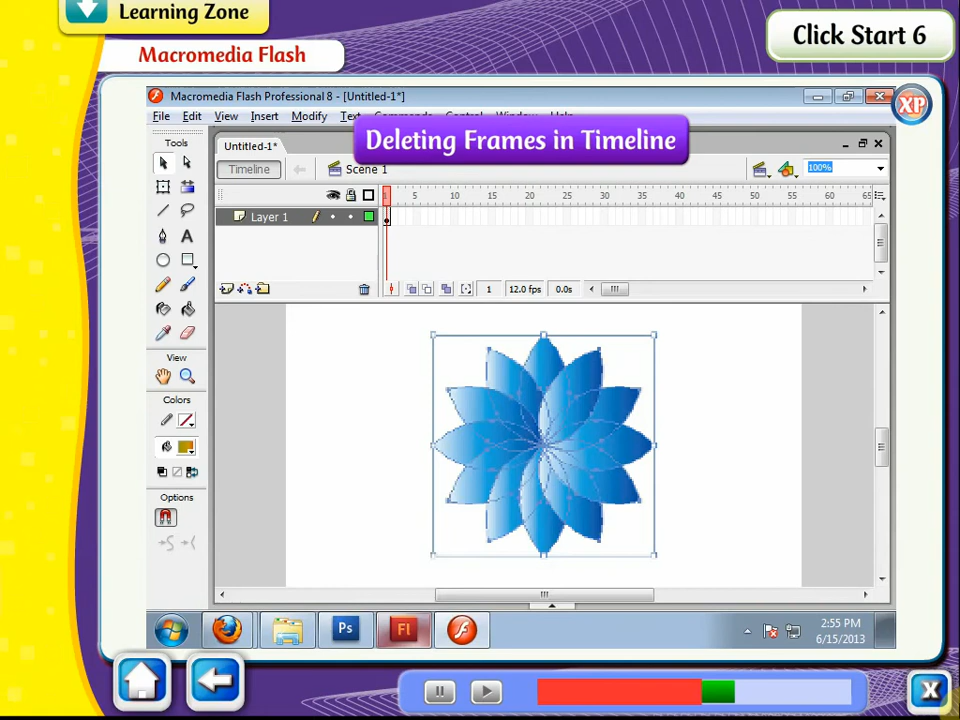 Learning Zone
Click Start 6
Macromedia Flash
Macromedia Flash Professional 8 - [Untitled-1*]
XP
File Edit View Insert Modify Text
Deleting Frames in Timeline
Tools
Untitled-1*
Timeline
Scene 1
100%
1 5 10 15 20 25 30 35 40 45 50 55 60 65
Layer 1
1 12.0 fps 0.0s
View
Colors
Options
Ps
Fl
2:55 PM
6/15/2013
X